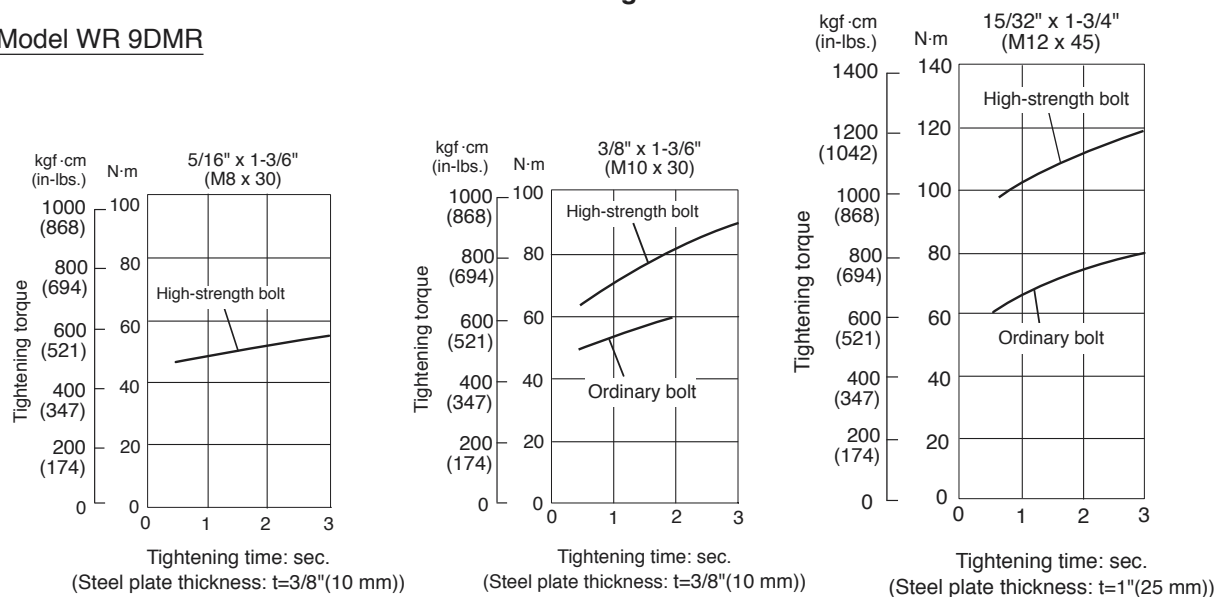 Model WR 9DMR
kgf·cm
(in-lbs.)
N·m
5/16" x 1-3/6"
(M8 x 30)
1000
(868)
800
(694)
600
(521)
400
(347)
200
(174)
0
100
80
60
40
20
0
Tightening torque
High-strength bolt
0 1 2 3
Tightening time: sec.
(Steel plate thickness: t=3/8"(10 mm))
kgf·cm
(in-lbs.)
N·m
3/8" x 1-3/6"
(M10 x 30)
1000
(868)
800
(694)
600
(521)
400
(347)
200
(174)
0
100
80
60
40
20
0
Tightening torque
High-strength bolt
Ordinary bolt
0 1 2 3
Tightening time: sec.
(Steel plate thickness: t=3/8"(10 mm))
kgf·cm
(in-lbs.)
N·m
15/32" x 1-3/4"
(M12 x 45)
1400
1200
(1042)
1000
(868)
800
(694)
600
(521)
400
(347)
200
(174)
0
140
120
100
80
60
40
20
0
Tightening torque
High-strength bolt
Ordinary bolt
0 1 2 3
Tightening time: sec.
(Steel plate thickness: t=1"(25 mm))